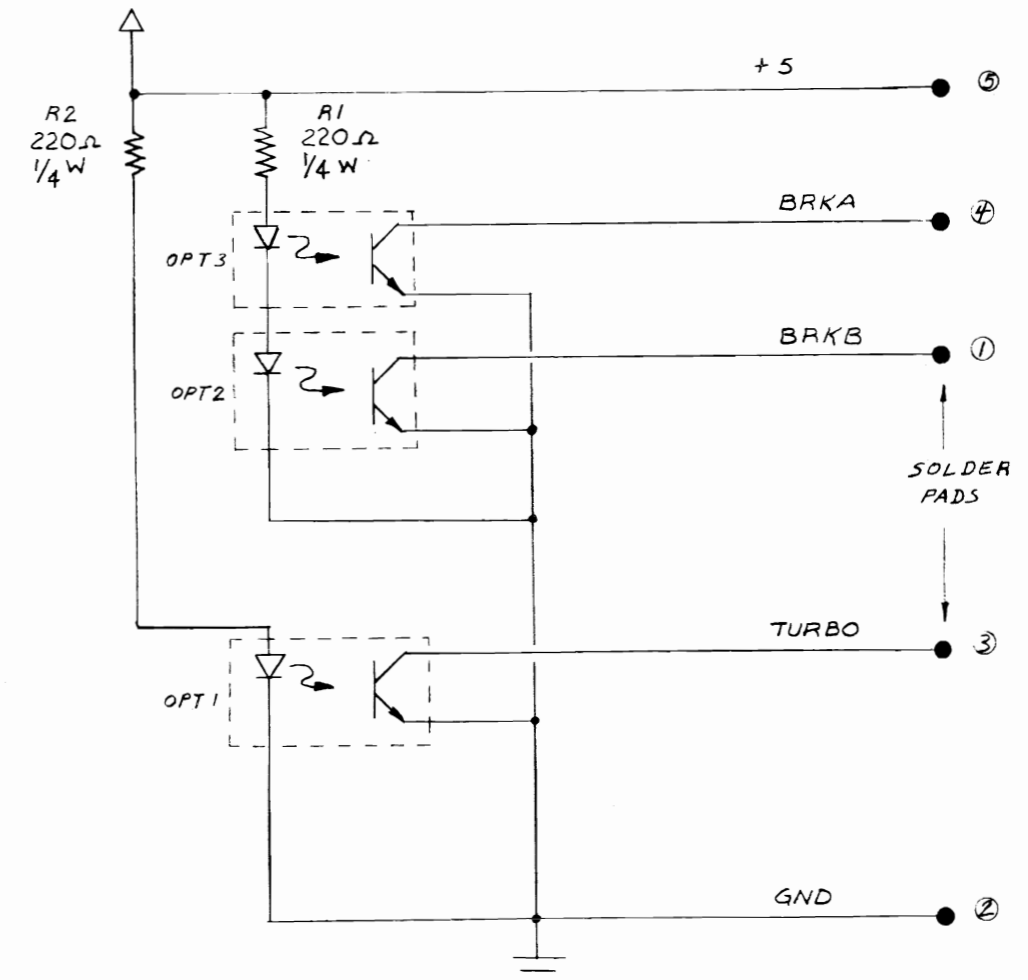 +5
⑤
R2
220Ω
1/4 W
R1
220Ω
1/4 W
BRKA
④
OPT3
BRKB
①
OPT2
SOLDER
PADS
TURBO
③
OPT1
GND
②